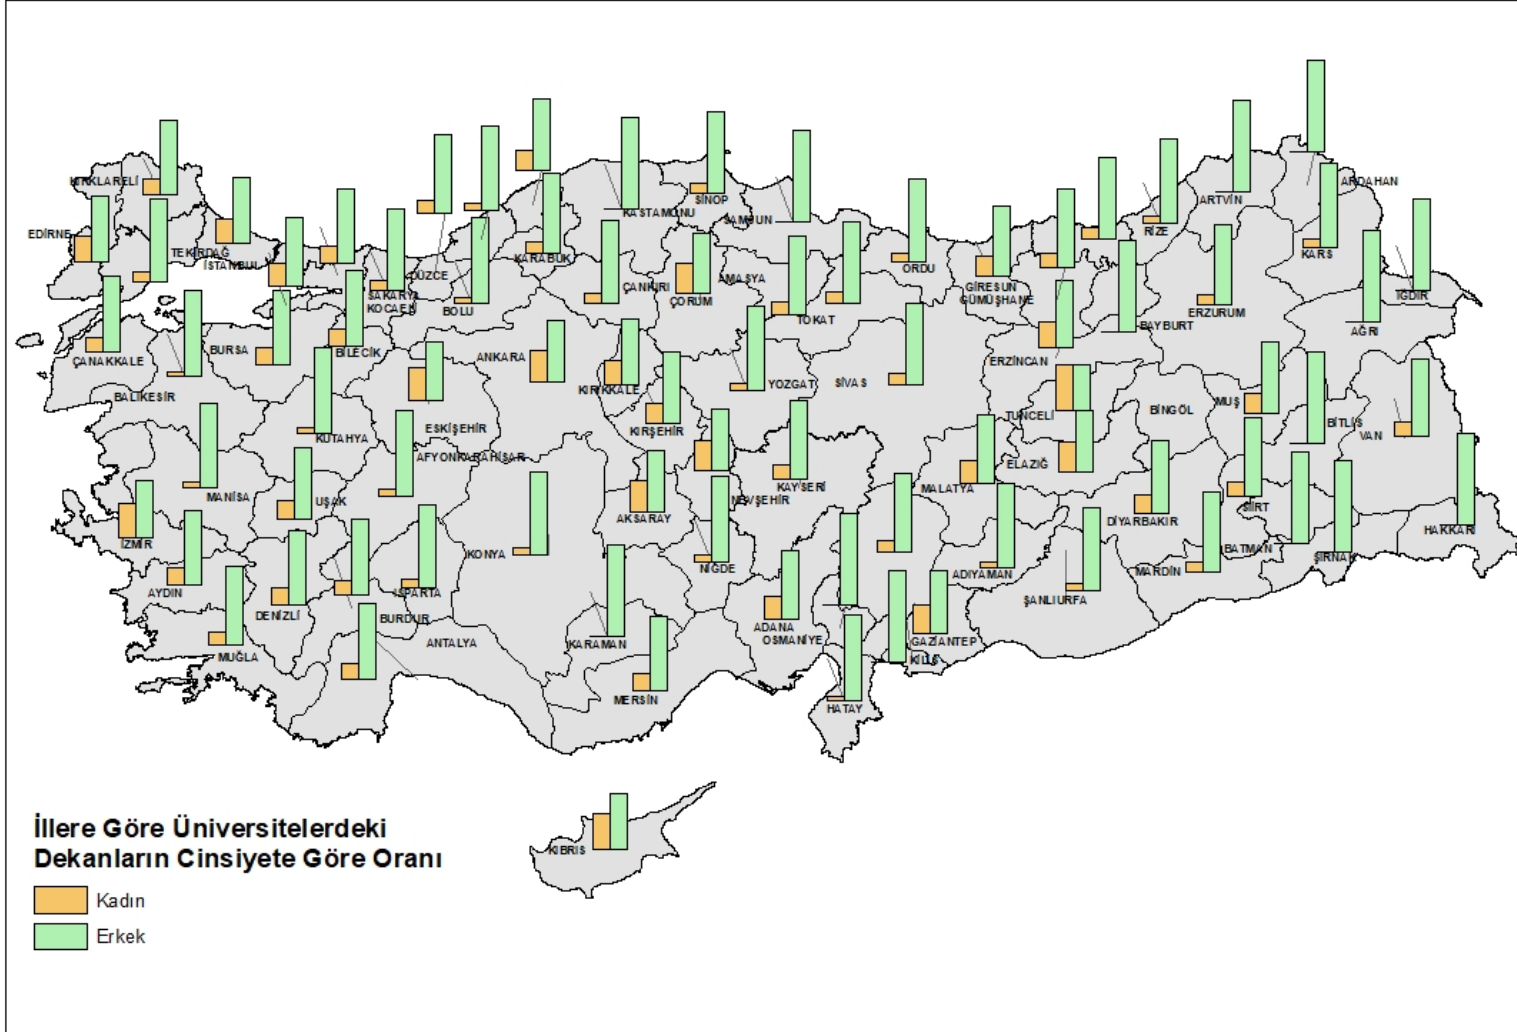 KIRKLARELİ
EDİRNE
TEKİRDAĞ
İSTANBUL
ÇANAKKALE
BALIKESİR
BURSA
BİLECİK
KÜTAHYA
SAKARYA
KOCAELİ
DÜZCE
BOLU
KARABÜK
KASTAMONU
SİNOP
SAMSUN
ÇANKIRI
ÇORUM
AMASYA
TOKAT
ORDU
GİRESUN
GÜMÜŞHANE
RİZE
ARTVİN
ARDAHAN
KARS
IĞDIR
AĞRI
ERZURUM
BAYBURT
ERZİNCAN
ANKARA
KIRIKKALE
KIRŞEHİR
YOZGAT
SİVAS
TUNCELİ
BİNGÖL
MUŞ
BİTLİS
VAN
ESKİŞEHİR
AFYONKARAHİSAR
MANİSA
UŞAK
İZMİR
AYDIN
DENİZLİ
MUĞLA
BURDUR
ISPARTA
ANTALYA
KONYA
AKSARAY
NEVŞEHİR
NİĞDE
KAYSERİ
KARAMAN
MERSİN
ADANA
OSMANİYE
HATAY
KİLİS
GAZİANTEP
MALATYA
ELAZIĞ
ADIYAMAN
ŞANLIURFA
DİYARBAKIR
MARDİN
BATMAN
SİİRT
ŞIRNAK
HAKKARİ
KIBRIS
İllere Göre Üniversitelerdeki
Dekanların Cinsiyete Göre Oranı
Kadın
Erkek